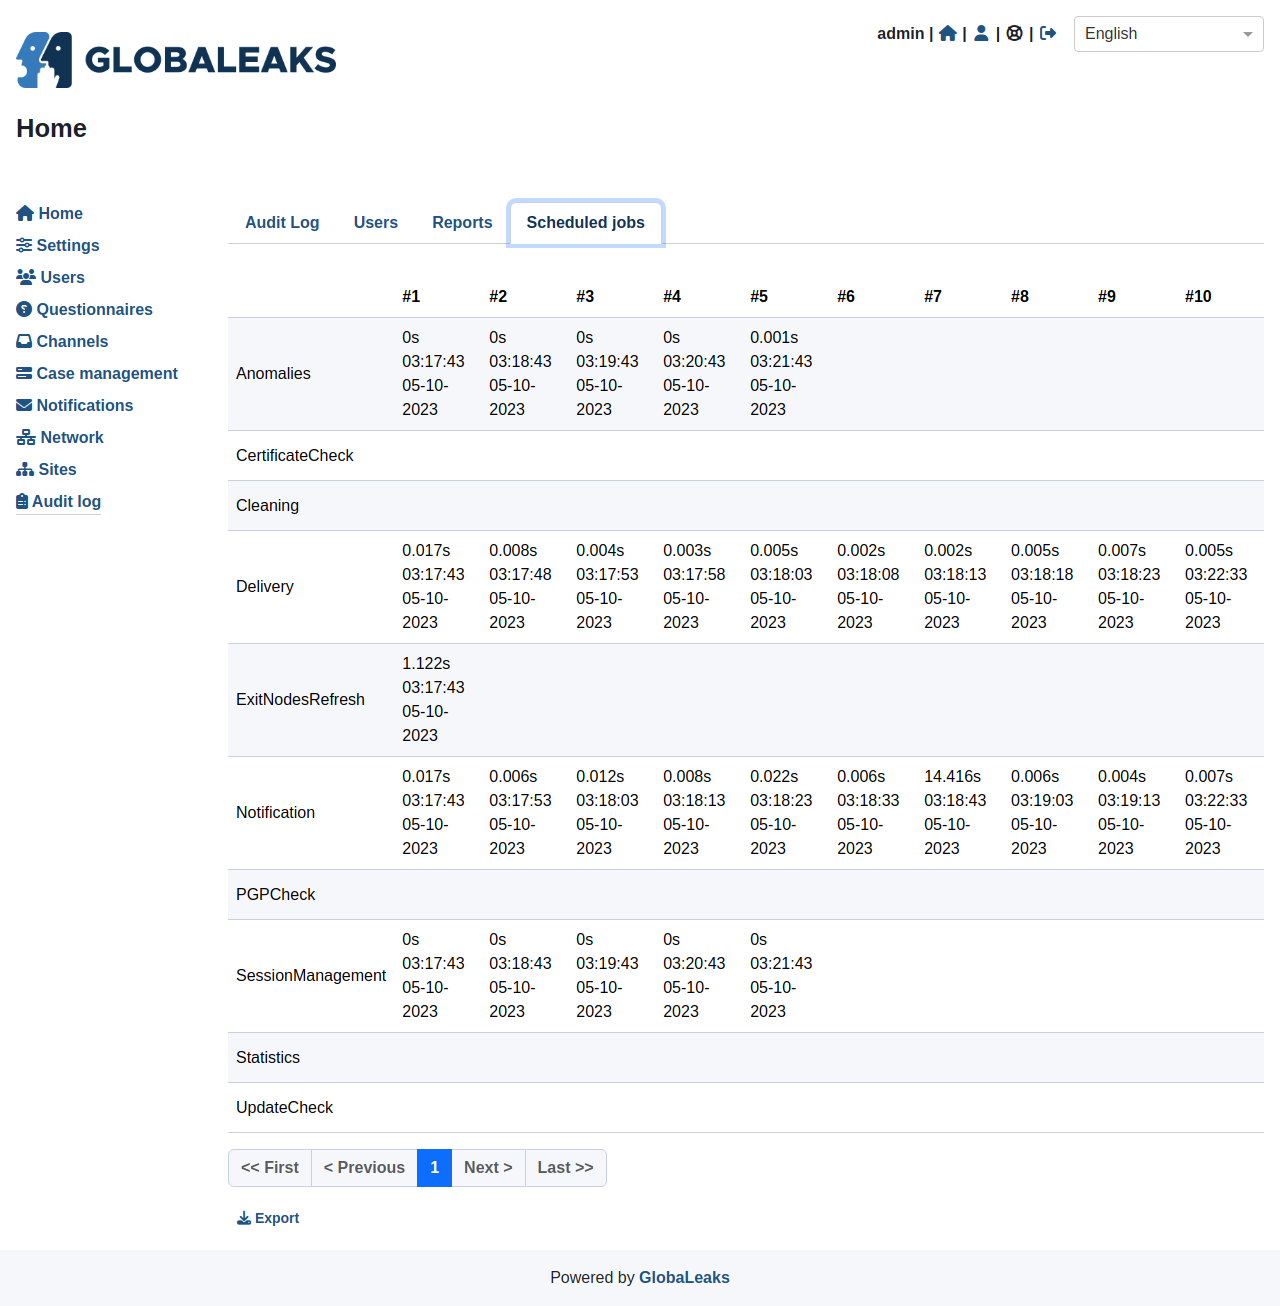 GLOBALEAKS
admin | | | | English
Home
Home
Settings
Users
Questionnaires
Channels
Case management
Notifications
Network
Sites
Audit log
Audit Log Users Reports Scheduled jobs
#1 #2 #3 #4 #5 #6 #7 #8 #9 #10
Anomalies
0s 0s 0s 0s 0.001s
03:17:43 03:18:43 03:19:43 03:20:43 03:21:43
05-10- 05-10- 05-10- 05-10- 05-10-
2023 2023 2023 2023 2023
CertificateCheck
Cleaning
Delivery
0.017s 0.008s 0.004s 0.003s 0.005s 0.002s 0.002s 0.005s 0.007s 0.005s
03:17:43 03:17:48 03:17:53 03:17:58 03:18:03 03:18:08 03:18:13 03:18:18 03:18:23 03:22:33
05-10- 05-10- 05-10- 05-10- 05-10- 05-10- 05-10- 05-10- 05-10- 05-10-
2023 2023 2023 2023 2023 2023 2023 2023 2023 2023
ExitNodesRefresh
1.122s
03:17:43
05-10-
2023
Notification
0.017s 0.006s 0.012s 0.008s 0.022s 0.006s 14.416s 0.006s 0.004s 0.007s
03:17:43 03:17:53 03:18:03 03:18:13 03:18:23 03:18:33 03:18:43 03:19:03 03:19:13 03:22:33
05-10- 05-10- 05-10- 05-10- 05-10- 05-10- 05-10- 05-10- 05-10- 05-10-
2023 2023 2023 2023 2023 2023 2023 2023 2023 2023
PGPCheck
SessionManagement
0s 0s 0s 0s 0s
03:17:43 03:18:43 03:19:43 03:20:43 03:21:43
05-10- 05-10- 05-10- 05-10- 05-10-
2023 2023 2023 2023 2023
Statistics
UpdateCheck
<< First < Previous 1 Next > Last >>
Export
Powered by GlobaLeaks